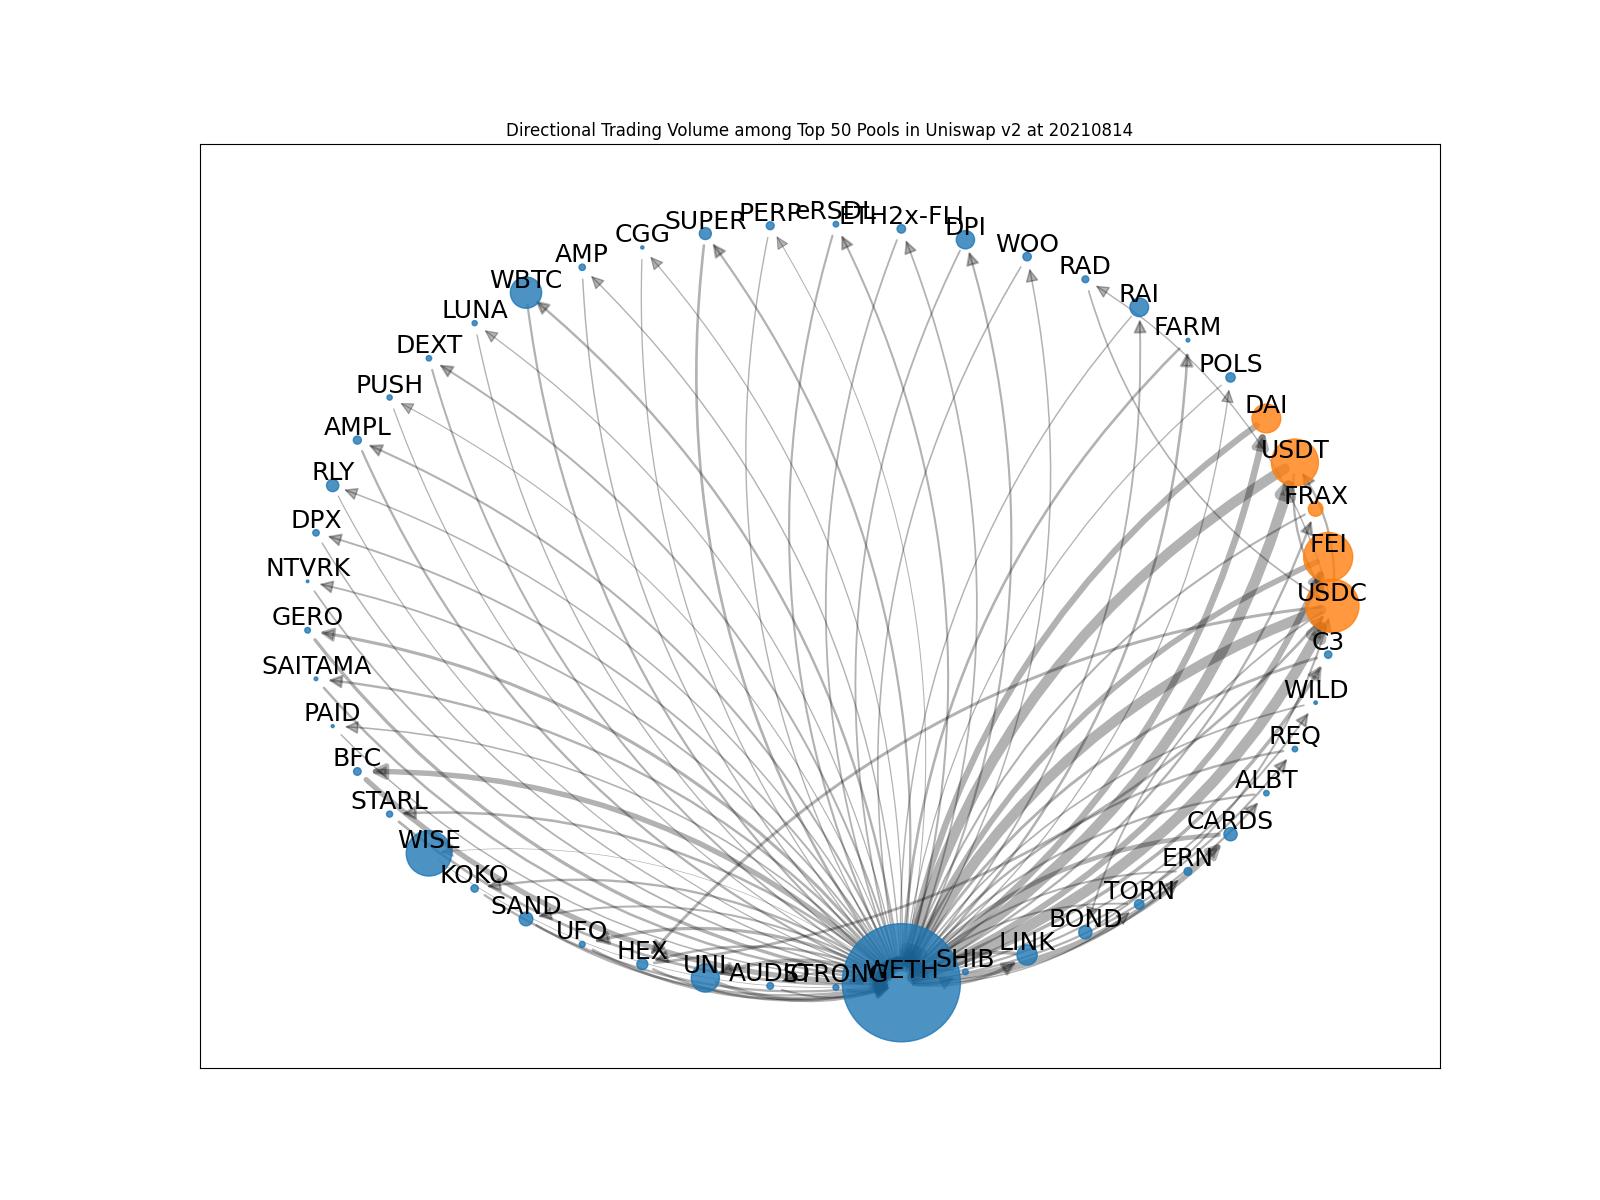 Directional Trading Volume among Top 50 Pools in Uniswap v2 at 20210814
eRSDL
ETH2x-FLI
PERP
SUPER
DPI
CGG
WOO
AMP
RAD
WBTC
RAI
LUNA
FARM
DEXT
POLS
PUSH
DAI
AMPL
USDT
RLY
FRAX
DPX
FEI
NTVRK
USDC
GERO
C3
SAITAMA
WILD
PAID
REQ
BFC
ALBT
STARL
CARDS
WISE
ERN
KOKO
TORN
SAND
BOND
UFO
LINK
HEX
SHIB
UNI
AUDIO
STRONG
WETH